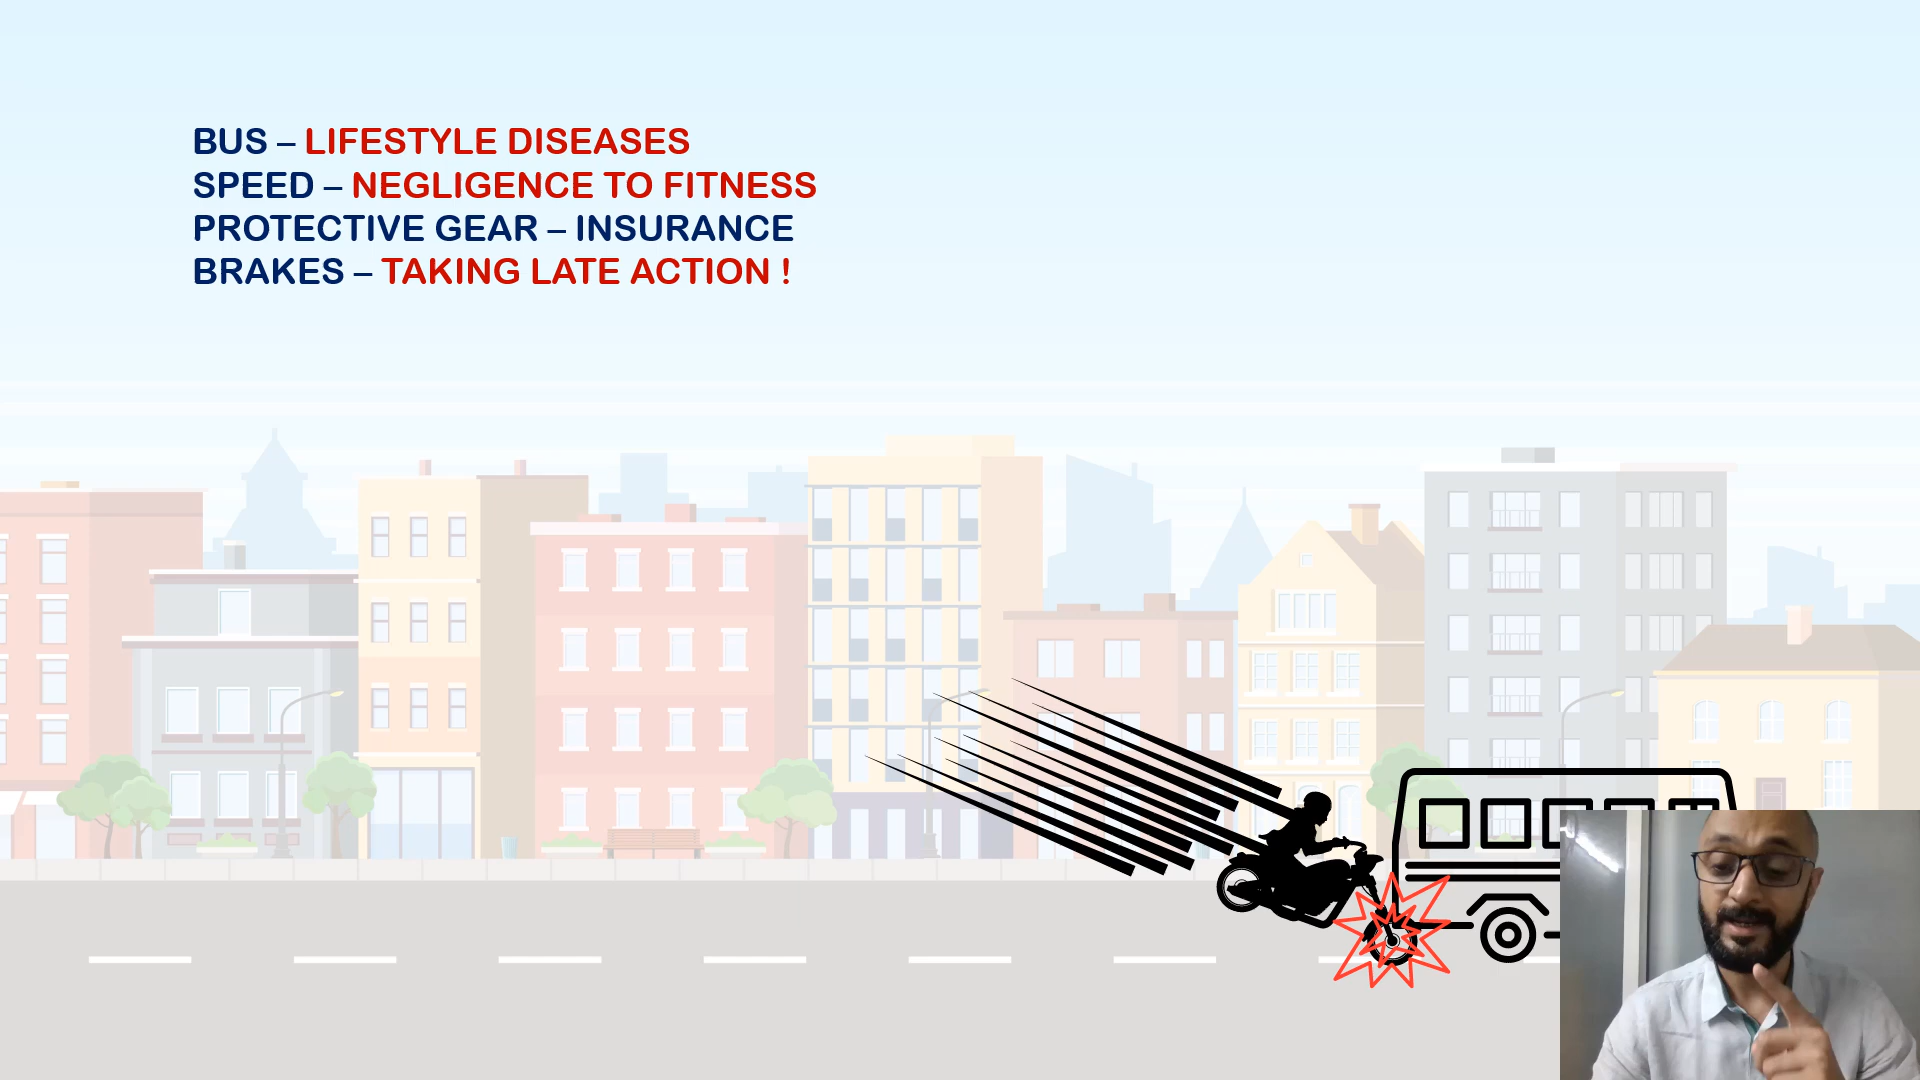 BUS – LIFESTYLE DISEASES
SPEED – NEGLIGENCE TO FITNESS
PROTECTIVE GEAR – INSURANCE
BRAKES – TAKING LATE ACTION !